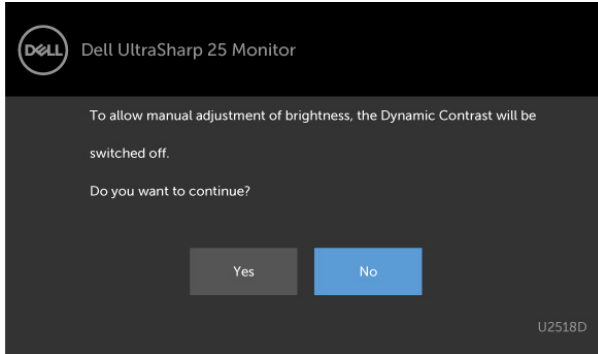 DELL
Dell UltraSharp 25 Monitor
To allow manual adjustment of brightness, the Dynamic Contrast will be
switched off.
Do you want to continue?
Yes
No
U2518D